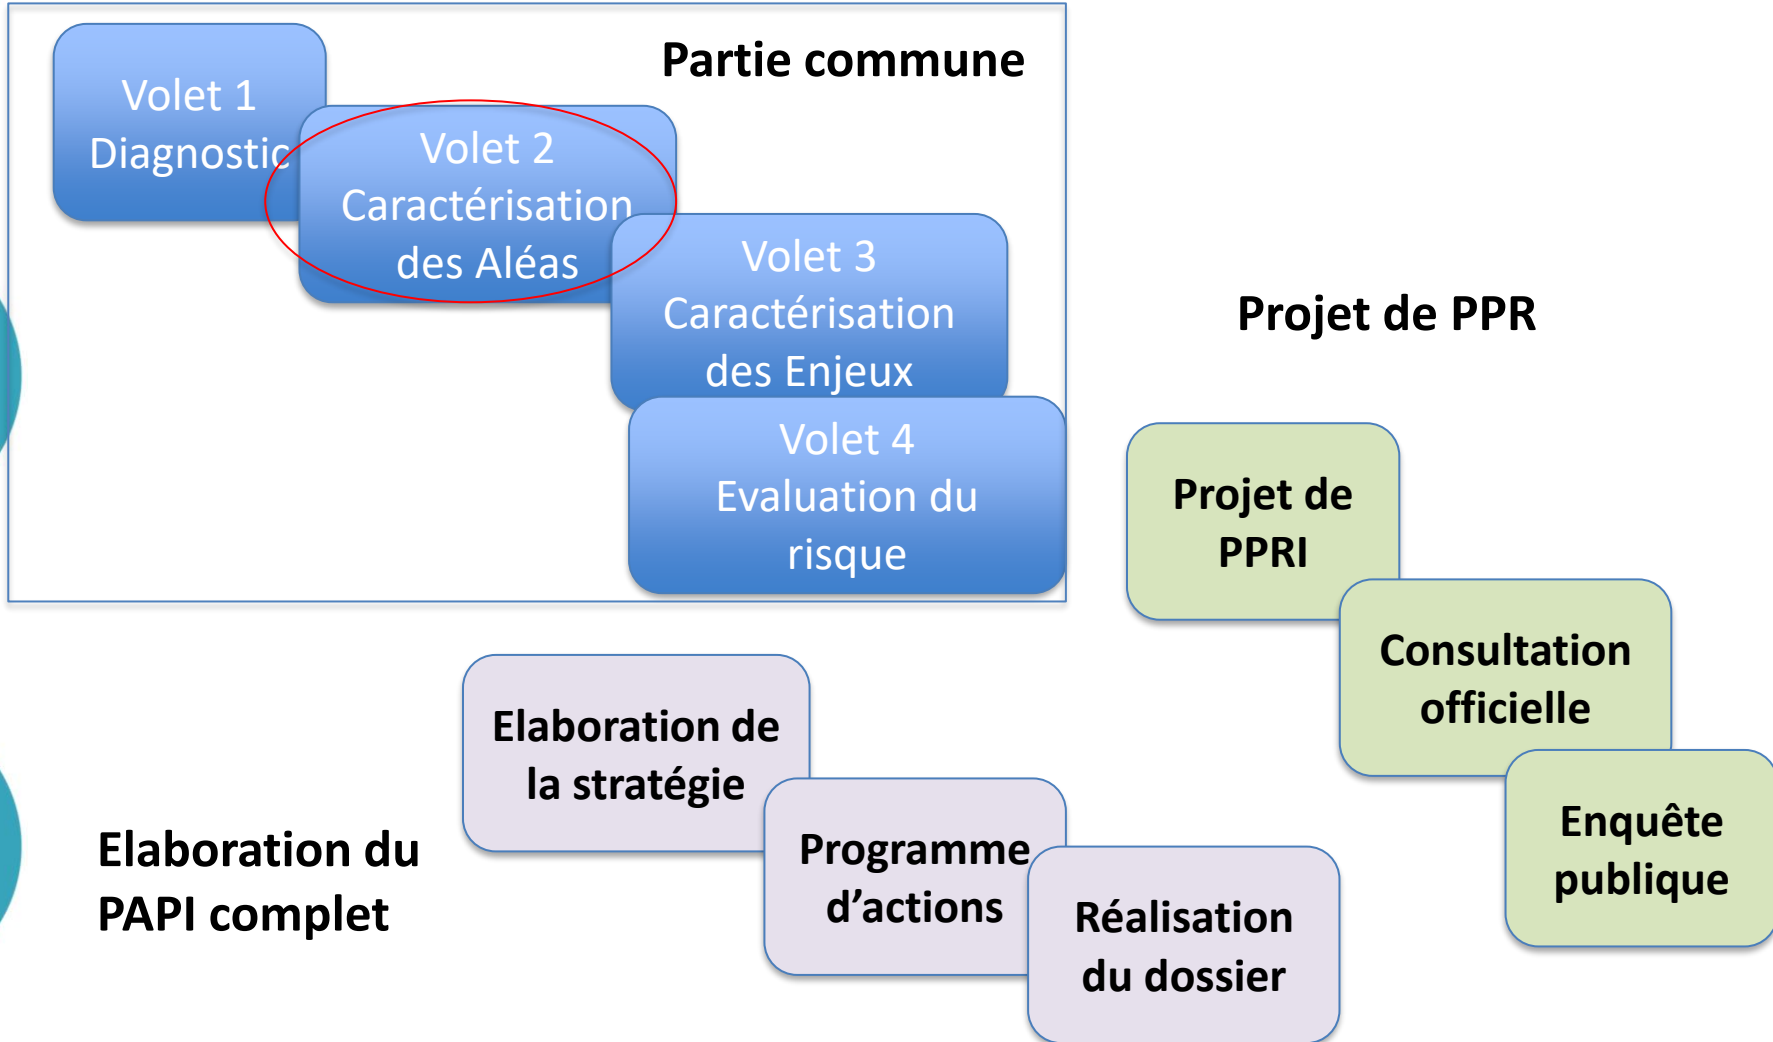 Partie commune
Volet 1
Diagnostic
Volet 2
Caractérisation
des Aléas
Volet 3
Caractérisation
des Enjeux
Volet 4
Evaluation du
risque
Projet de PPR
Projet de
PPRI
Consultation
officielle
Enquête
publique
Elaboration du
PAPI complet
Elaboration de
la stratégie
Programme
d’actions
Réalisation
du dossier